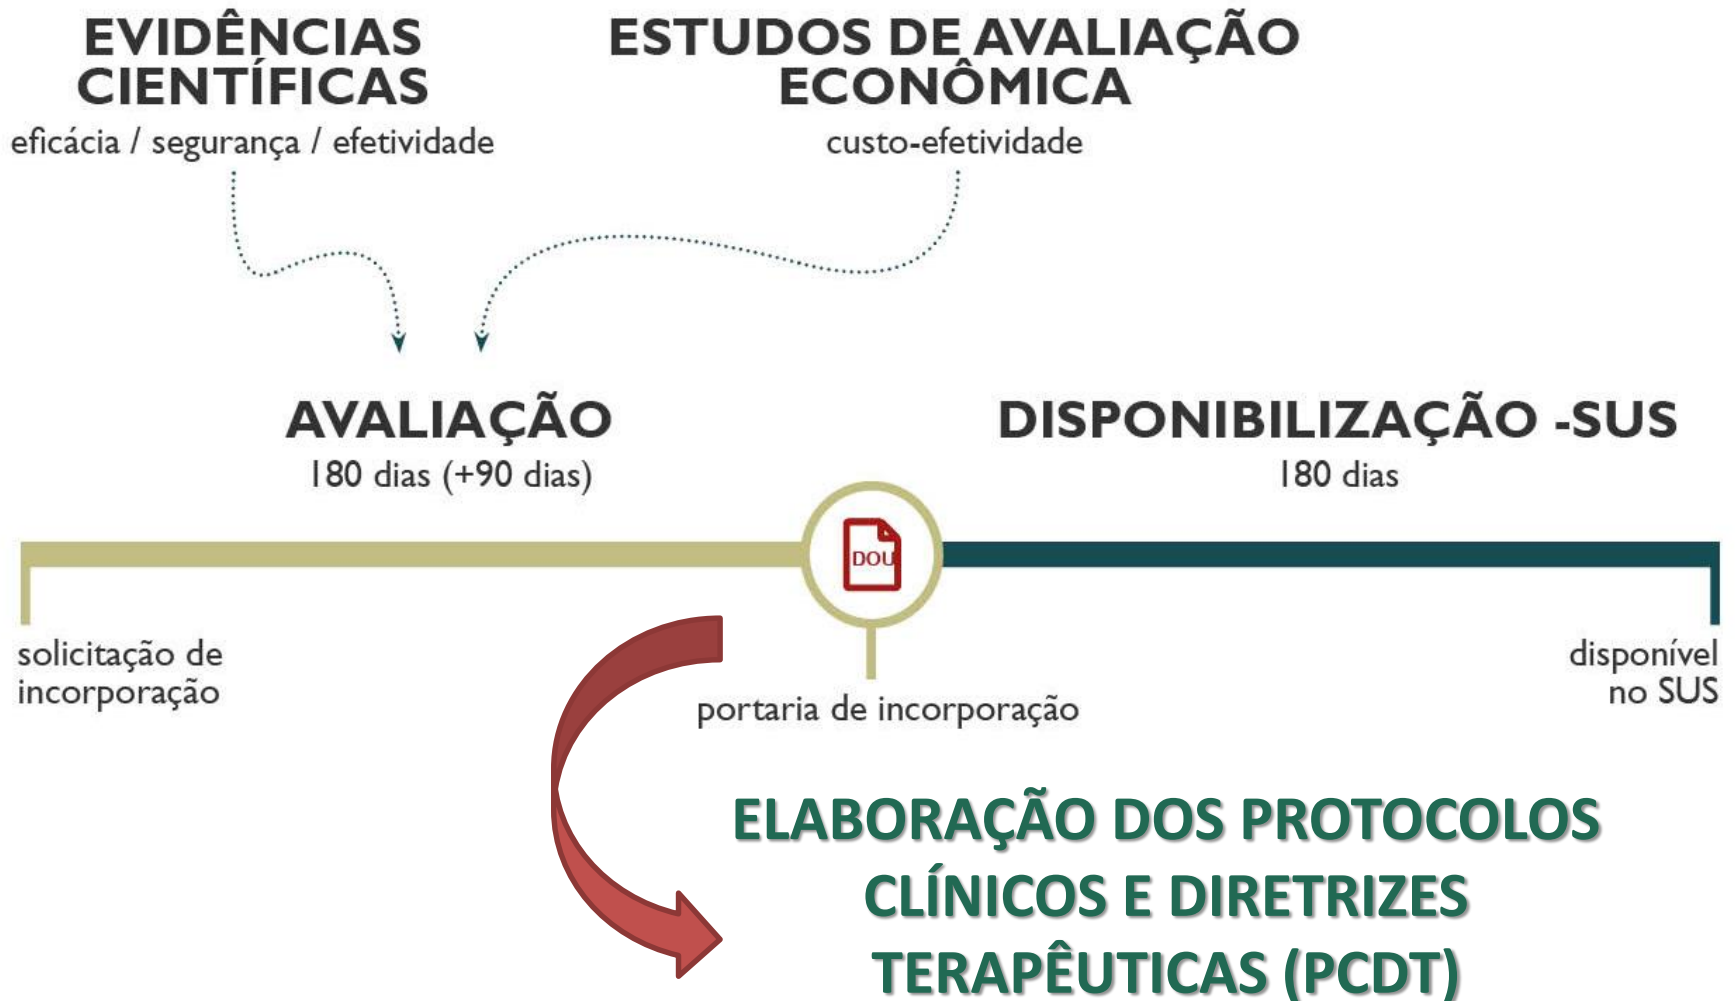 EVIDÊNCIAS
CIENTÍFICAS
eficácia / segurança / efetividade
ESTUDOS DE AVALIAÇÃO
ECONÔMICA
custo-efetividade
AVALIAÇÃO
180 dias (+90 dias)
DISPONIBILIZAÇÃO -SUS
180 dias
DOU
solicitação de
incorporação
portaria de incorporação
disponível
no SUS
ELABORAÇÃO DOS PROTOCOLOS
CLÍNICOS E DIRETRIZES
TERAPÊUTICAS (PCDT)